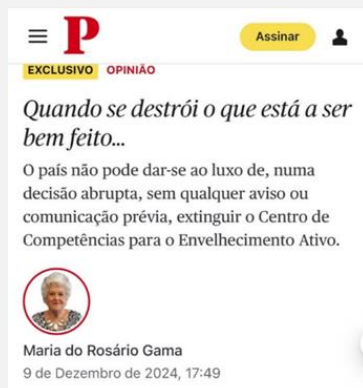 P
Assinar
EXCLUSIVO OPINIÃO
Quando se destrói o que está a ser
bem feito...
O país não pode dar-se ao luxo de, numa
decisão abrupta, sem qualquer aviso ou
comunicação prévia, extinguir o Centro de
Competências para o Envelhecimento Ativo.
Maria do Rosário Gama
9 de Dezembro de 2024, 17:49